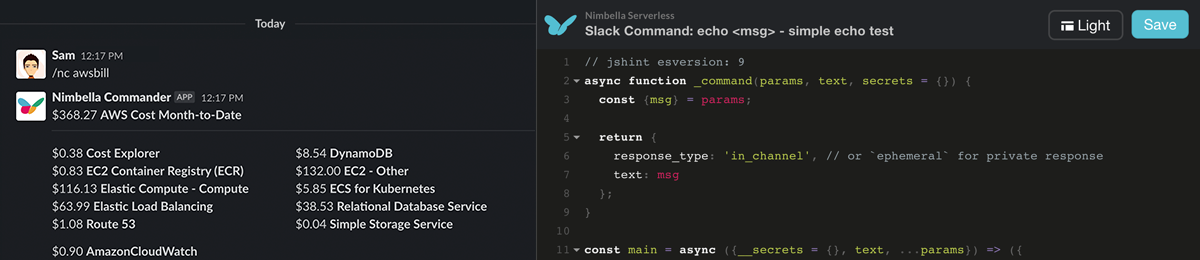 Today
Sam 12:17 PM
/nc awsbill
Nimbella Commander APP 12:17 PM
$368.27 AWS Cost Month-to-Date
$0.38 Cost Explorer
$0.83 EC2 Container Registry (ECR)
$116.13 Elastic Compute - Compute
$63.99 Elastic Load Balancing
$1.08 Route 53
$0.90 AmazonCloudWatch
$8.54 DynamoDB
$132.00 EC2 - Other
$5.85 ECS for Kubernetes
$38.53 Relational Database Service
$0.04 Simple Storage Service
Nimbella Serverless
Slack Command: echo <msg> - simple echo test
Light
Save
1 // jshint esversion: 9
2 async function _command(params, text, secrets = {}) {
3 const {msg} = params;
4
5 return {
6 response_type: 'in_channel', // or `ephemeral` for private response
7 text: msg
8 };
9 }
10
11 const main = async ({__secrets = {}, text, ...params}) => ({